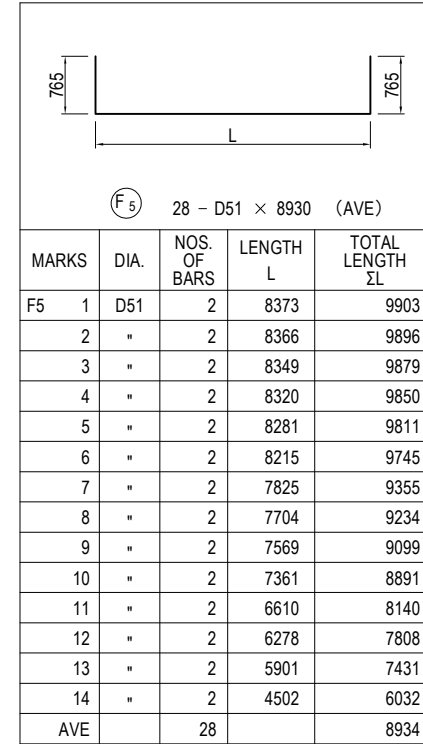 765
765
L
F5 28 - D51 × 8930 (AVE)
MARKS DIA. NOS. OF BARS LENGTH L TOTAL LENGTH ΣL
F5 1 D51 2 8373 9903
2 " 2 8366 9896
3 " 2 8349 9879
4 " 2 8320 9850
5 " 2 8281 9811
6 " 2 8215 9745
7 " 2 7825 9355
8 " 2 7704 9234
9 " 2 7569 9099
10 " 2 7361 8891
11 " 2 6610 8140
12 " 2 6278 7808
13 " 2 5901 7431
14 " 2 4502 6032
AVE 28 8934